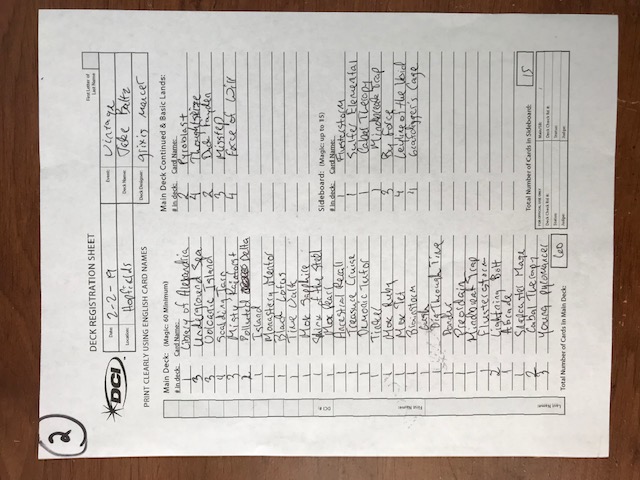 2
DECK REGISTRATION SHEET
First Letter of
Last Name
DCI
Date: 2-2-19
Event: Vintage
Location: Hopfields
Deck Name: Jake Baltz
Deck Designer: grixis mancer
PRINT CLEARLY USING ENGLISH CARD NAMES
Main Deck: (Magic: 60 Minimum)
# in deck: Card Name:
1 Library of Alexandria
3 Underground Sea
3 Volcanic Island
4 Scalding Tarn
3 Misty Rainforst
2 Polluted Delta
1 Island
1 Monastery Mentor
1 Black Lotus
1 Time Walk
1 Mox Sapphire
1 Sphinx of the Steel
1 Mox Pearl
1 Ancestral Recall
1 Treasure Cruise
1 Demonic Tutor
1 Tinker
1 Mox Ruby
1 Mox Jet
1 Brainstorm
1 Gush
1 Dig Through Time
1 Ponder
1 Preordain
1 Mindbreak Trap
1 Flusterstorm
2 Lightning Bolt
1 Abrade
1 Snapcaster Mage
2 Cabal Therapy
3 Young Pyromancer
Total Number of Cards in Main Deck: 60
Main Deck Continued & Basic Lands:
# in deck: Card Name:
2 Pyroblast
4 Thoughtseize
2 Dack Fayden
3 Misstep
4 Force of Will
Sideboard: (Magic: up to 15)
# in deck: Card Name:
1 Flusterstorm
1 Sulfer Elemental
1 Cabal Therapy
1 Mindbreak Trap
3 By Force
4 Leyline of the Void
4 Grafdigger's Cage
Total Number of Cards in Sideboard: 15
FOR OFFICIAL USE ONLY
Main/SB: /
Deck Check Rd #:
Deck Check Rd #:
Status:
Status:
Judge:
Judge:
DCI #:
First Name:
Last Name: